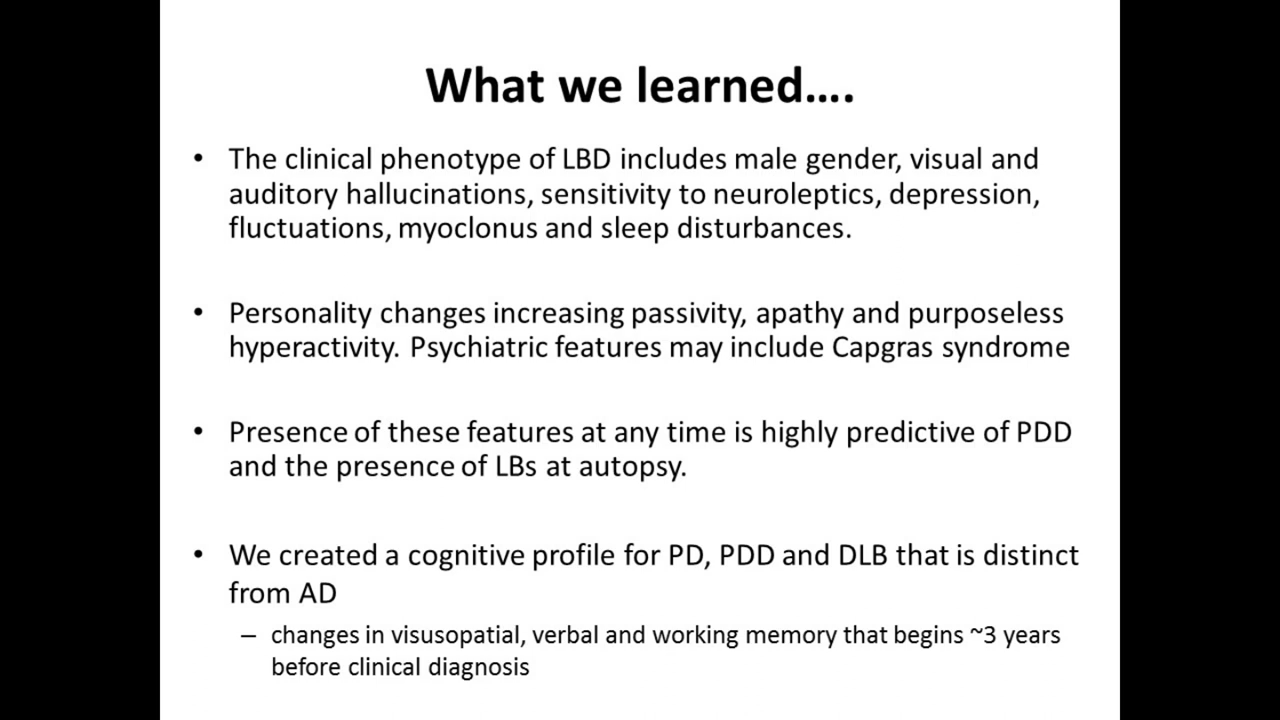 What we learned....
• The clinical phenotype of LBD includes male gender, visual and
auditory hallucinations, sensitivity to neuroleptics, depression,
fluctuations, myoclonus and sleep disturbances.
• Personality changes increasing passivity, apathy and purposeless
hyperactivity. Psychiatric features may include Capgras syndrome
• Presence of these features at any time is highly predictive of PDD
and the presence of LBs at autopsy.
• We created a cognitive profile for PD, PDD and DLB that is distinct
from AD
– changes in visusopatial, verbal and working memory that begins ~3 years
before clinical diagnosis